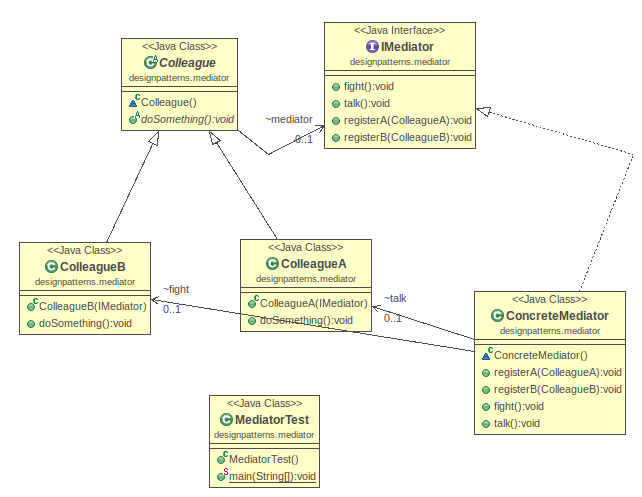 <<Java Class>>
Colleague
designpatterns.mediator
Colleague()
doSomething():void
<<Java Interface>>
IMediator
designpatterns.mediator
fight():void
talk():void
registerA(ColleagueA):void
registerB(ColleagueB):void
~mediator
0..1
<<Java Class>>
ColleagueB
designpatterns.mediator
ColleagueB(IMediator)
doSomething():void
<<Java Class>>
ColleagueA
designpatterns.mediator
ColleagueA(IMediator)
doSomething():void
~fight
0..1
~talk
0..1
<<Java Class>>
ConcreteMediator
designpatterns.mediator
ConcreteMediator()
registerA(ColleagueA):void
registerB(ColleagueB):void
fight():void
talk():void
<<Java Class>>
MediatorTest
designpatterns.mediator
MediatorTest()
main(String[]):void